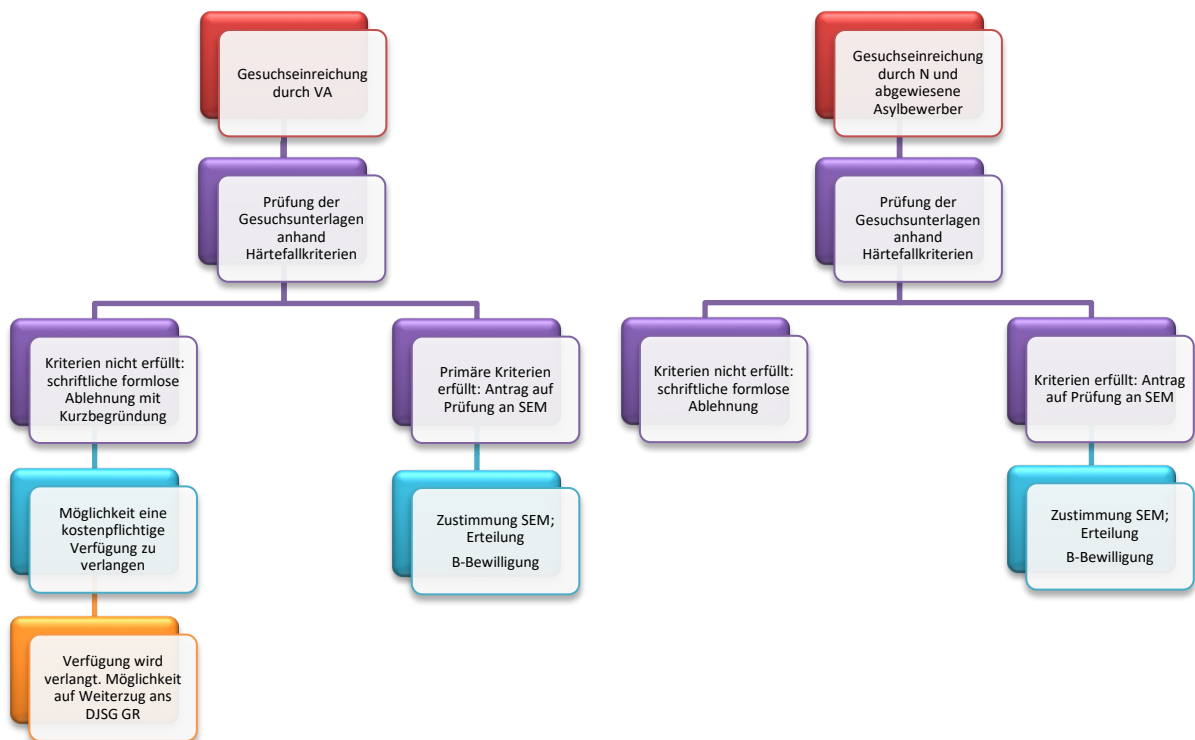 Gesuchseinreichung
durch VA
Prüfung der
Gesuchsunterlagen
anhand
Härtefallkriterien
Kriterien nicht erfüllt:
schriftliche formlose
Ablehnung mit
Kurzbegründung
Möglichkeit eine
kostenpflichtige
Verfügung zu
verlangen
Verfügung wird
verlangt. Möglichkeit
auf Weiterzug ans
DJSG GR
Primäre Kriterien
erfüllt: Antrag auf
Prüfung an SEM
Zustimmung SEM;
Erteilung
B-Bewilligung
Gesuchseinreichung
durch N und
abgewiesene
Asylbewerber
Prüfung der
Gesuchsunterlagen
anhand
Härtefallkriterien
Kriterien nicht erfüllt:
schriftliche formlose
Ablehnung
Kriterien erfüllt: Antrag
auf Prüfung an SEM
Zustimmung SEM;
Erteilung
B-Bewilligung